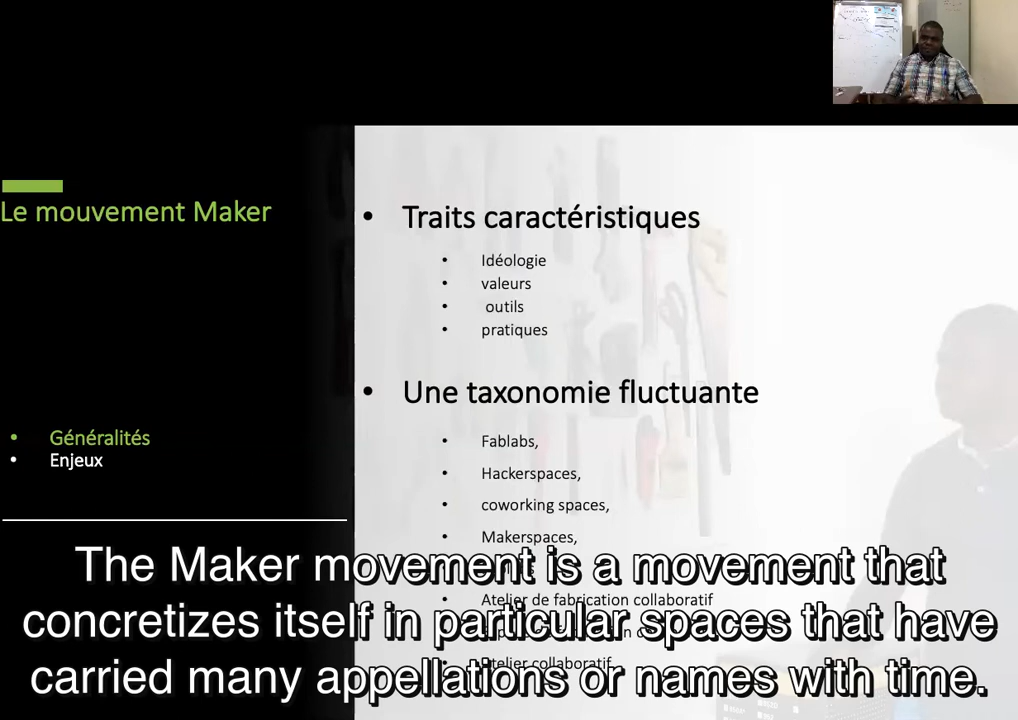 Le mouvement Maker
Généralités
Enjeux
Traits caractéristiques
Idéologie
valeurs
outils
pratiques
Une taxonomie fluctuante
Fablabs,
Hackerspaces,
coworking spaces,
Makerspaces,
Atelier de fabrication collaboratif
Atelier collaboratif
The Maker movement is a movement that
concretizes itself in particular spaces that have
carried many appellations or names with time.